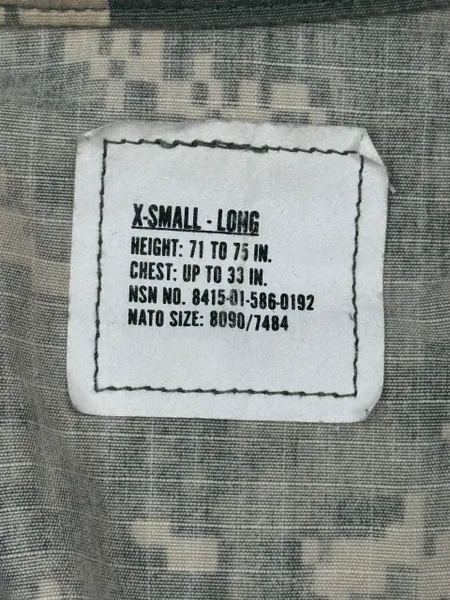 X-SMALL - LONG
HEIGHT: 71 TO 75 IN.
CHEST: UP TO 33 IN.
NSN NO. 8415-01-586-0192
NATO SIZE: 8090/7484